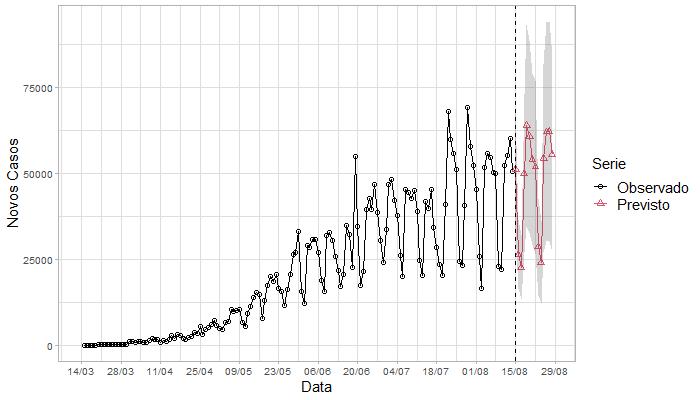 Novos Casos
75000
50000
25000
0
14/03 28/03 11/04 25/04 09/05 23/05 06/06 20/06 04/07 18/07 01/08 15/08 29/08
Data
Serie
Observado
Previsto